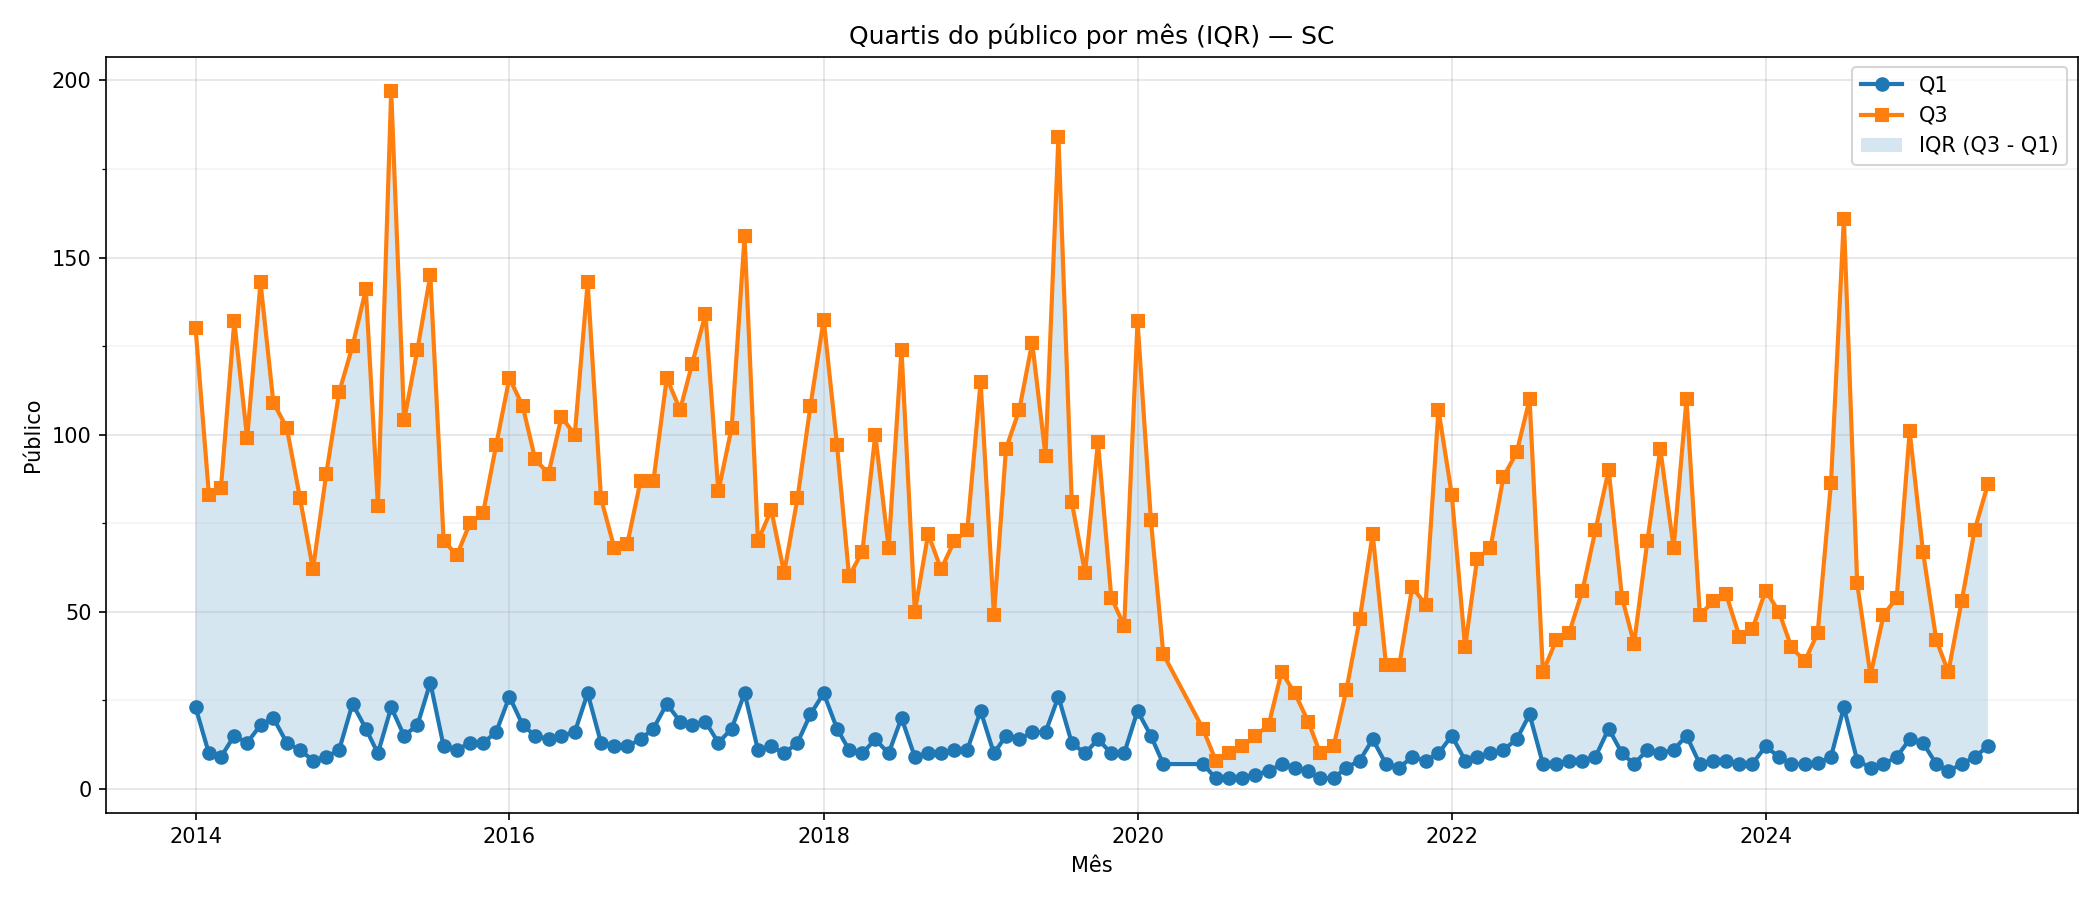 Quartis do público por mês (IQR) — SC
Q1
Q3
IQR (Q3 - Q1)
Público
200
150
100
50
0
2014
2016
2018
2020
2022
2024
Mês